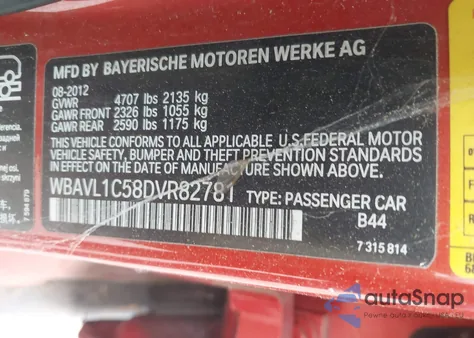 MFD BY BAYERISCHE MOTOREN WERKE AG
08-2012
GVWR 4707 lbs 2135 kg
GAWR FRONT 2326 lbs 1055 kg
GAWR REAR 2590 lbs 1175 kg
THIS VEHICLE CONFORMS TO ALL APPLICABLE U.S. FEDERAL MOTOR
VEHICLE SAFETY, BUMPER AND THEFT PREVENTION STANDARDS
IN EFFECT ON THE DATE OF MANUFACTURE SHOWN ABOVE.
WBAVL1C58DVR82781 TYPE: PASSENGER CAR
B44
7 315 814
autoSnap